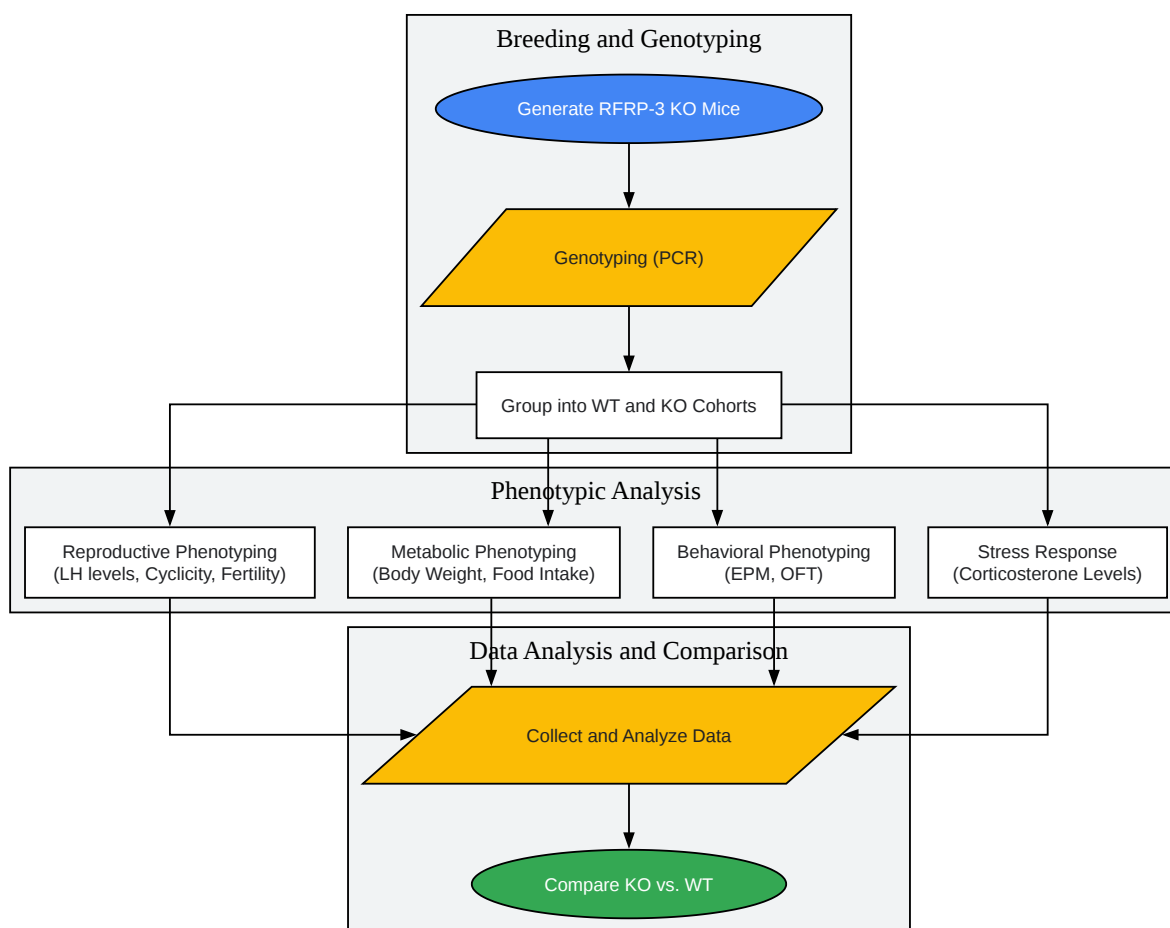 Breeding and Genotyping
Generate RFRP-3 KO Mice
Genotyping (PCR)
Group into WT and KO Cohorts
Phenotypic Analysis
Reproductive Phenotyping
(LH levels, Cyclicity, Fertility)
Metabolic Phenotyping
(Body Weight, Food Intake)
Behavioral Phenotyping
(EPM, OFT)
Stress Response
(Corticosterone Levels)
Data Analysis and Comparison
Collect and Analyze Data
Compare KO vs. WT